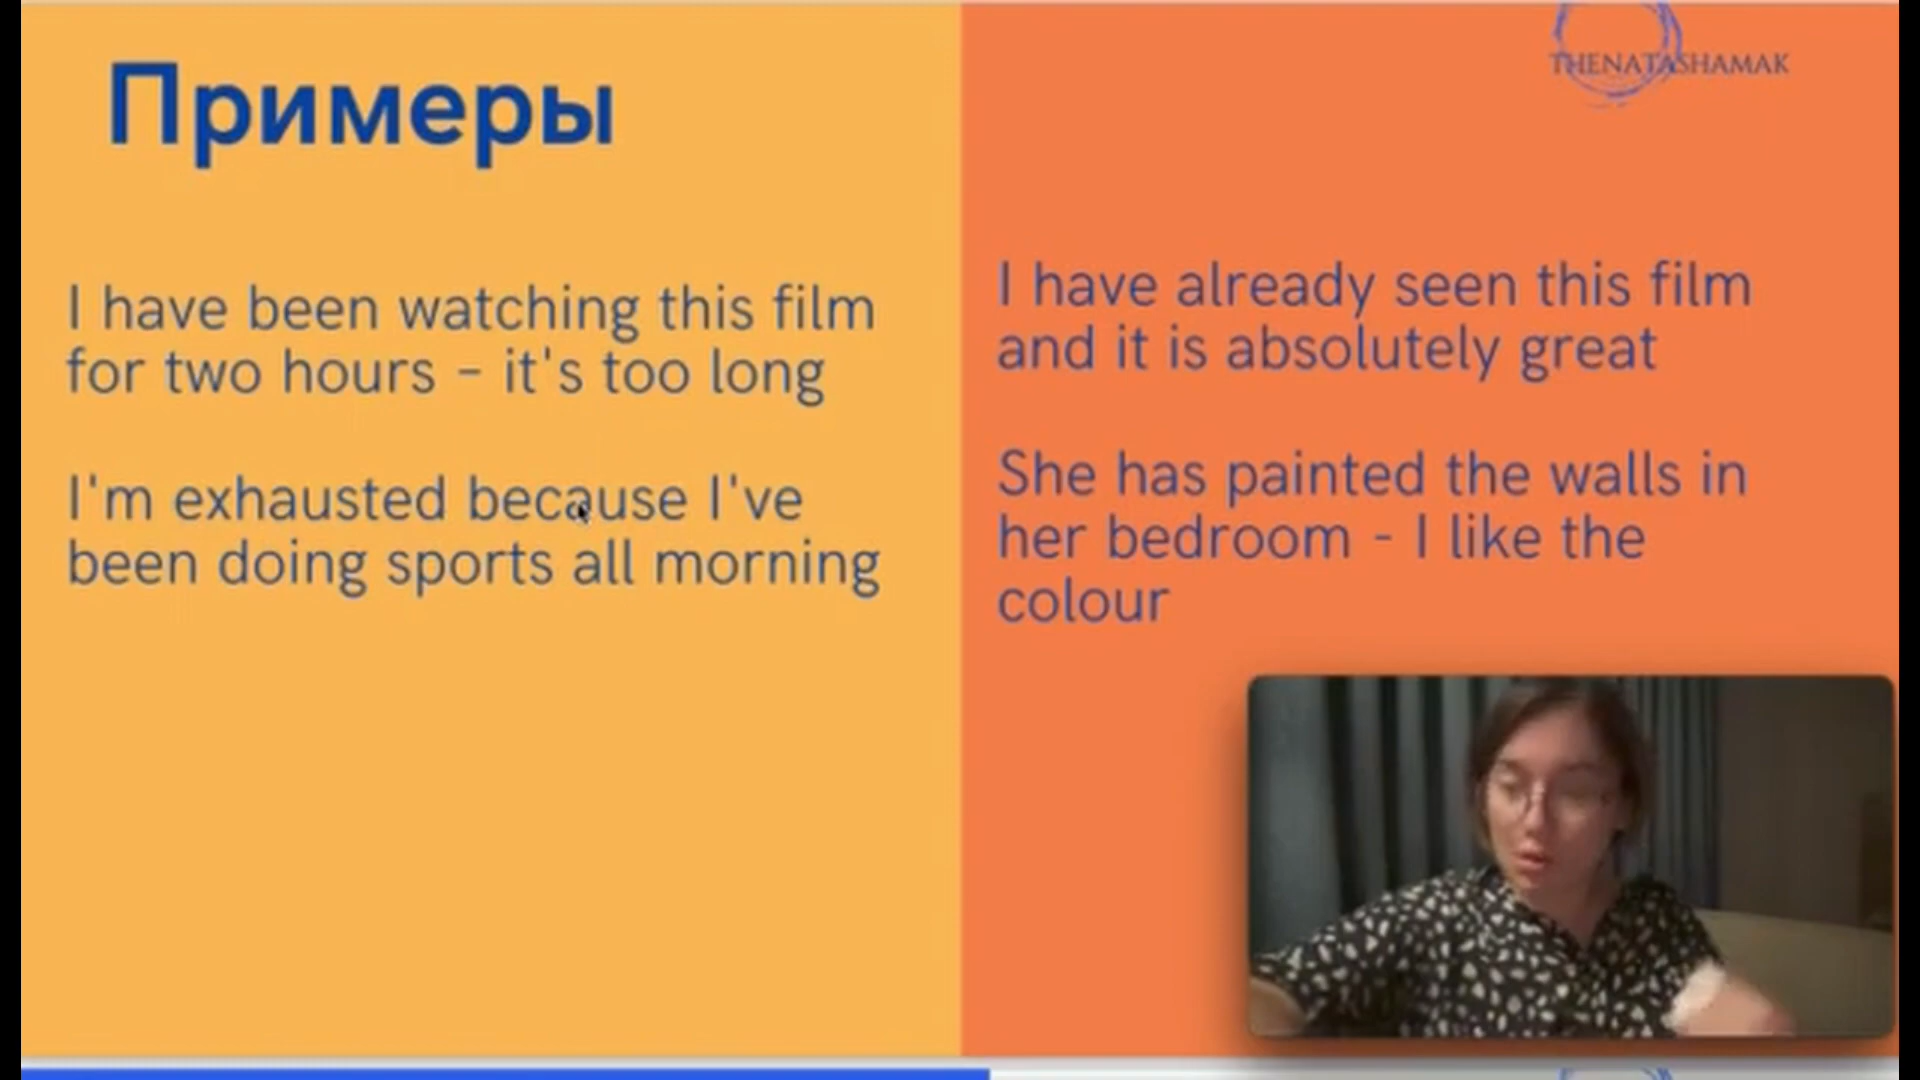 Примеры
I have been watching this film
for two hours – it's too long
I'm exhausted because I've
been doing sports all morning
THENATASHAMAK
I have already seen this film
and it is absolutely great
She has painted the walls in
her bedroom - I like the
colour